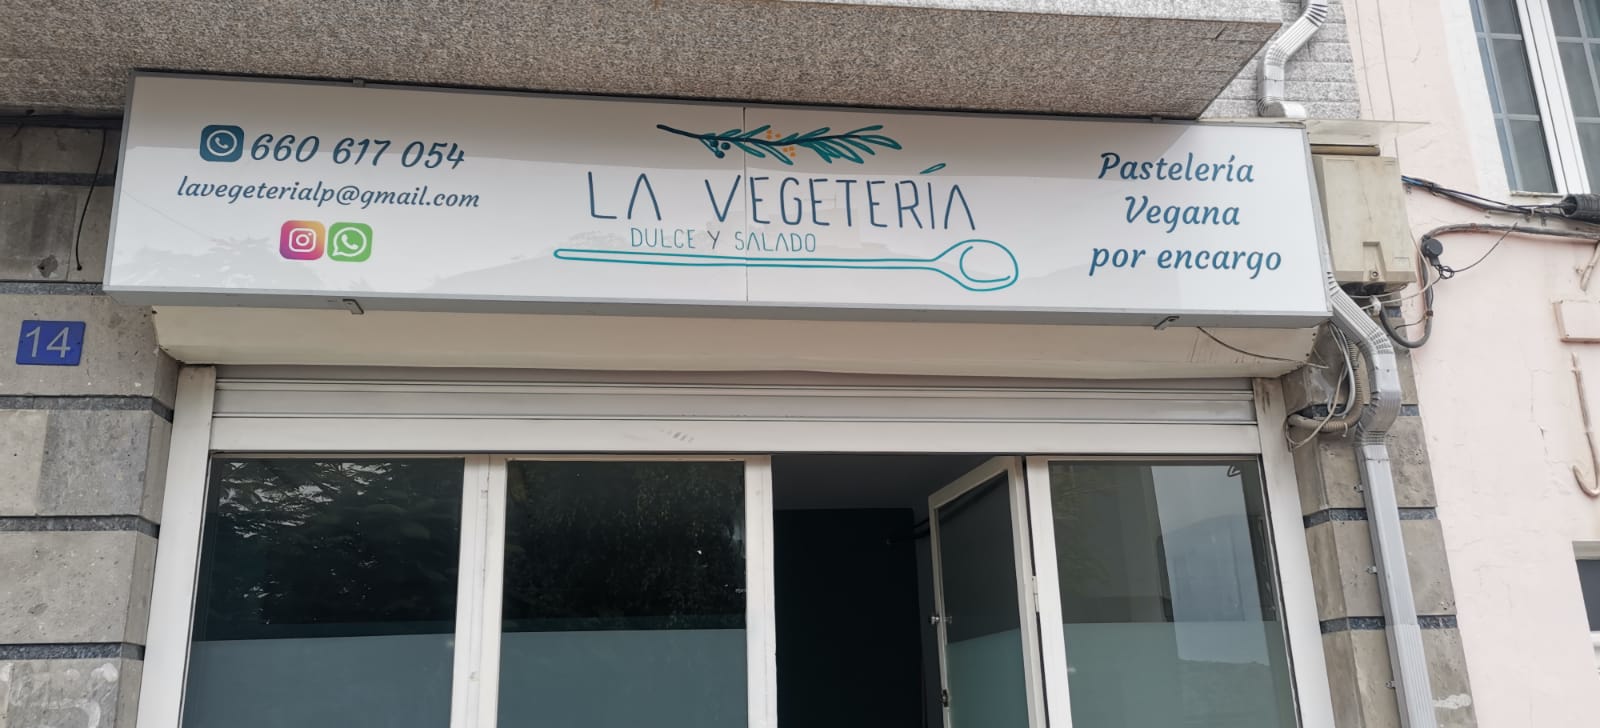 14
660 617 054
lavegeterialp@gmail.com
LA VEGETERÍA
DULCE Y SALADO
Pastelería
Vegana
por encargo